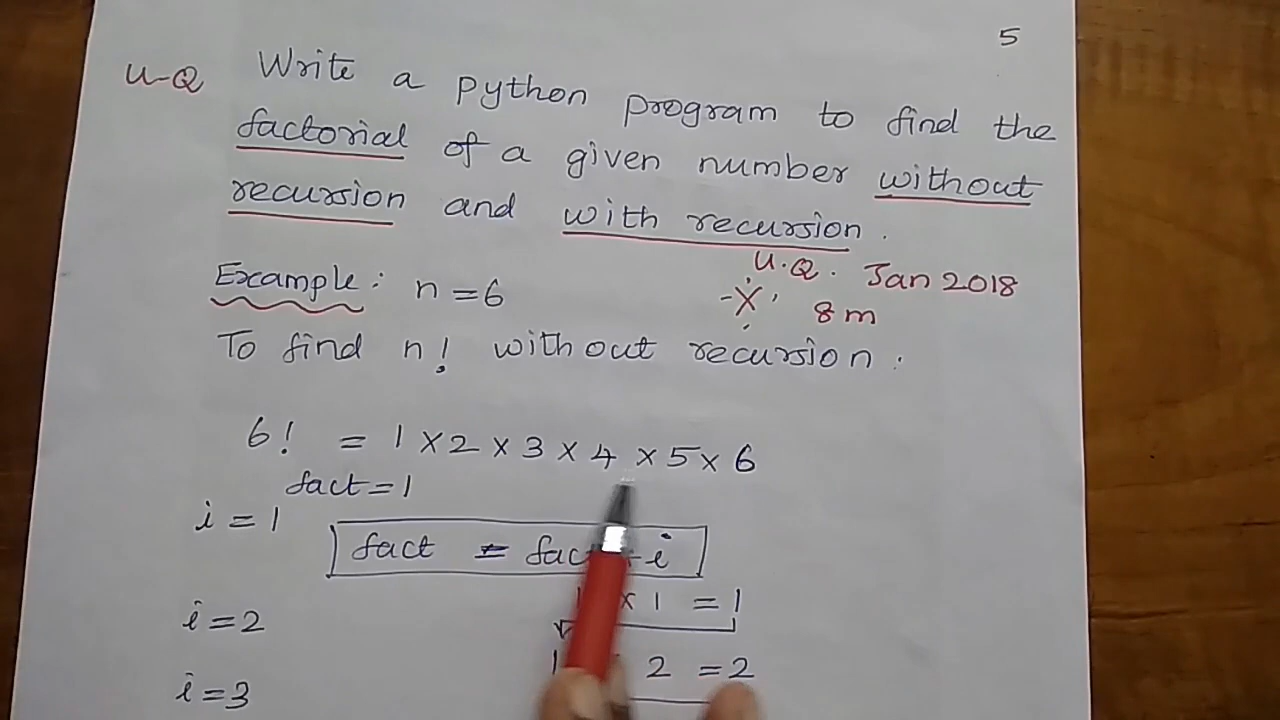 5
U-Q Write a python program to find the
factorial of a given number without
recursion and with recursion.
U.Q. Jan 2018
8m
Example: n=6
To find n! without recursion:
6! = 1 × 2 × 3 × 4 × 5 × 6
fact=1
i=1
fact = i
× 1 = 1
i=2
1 2 = 2
i=3